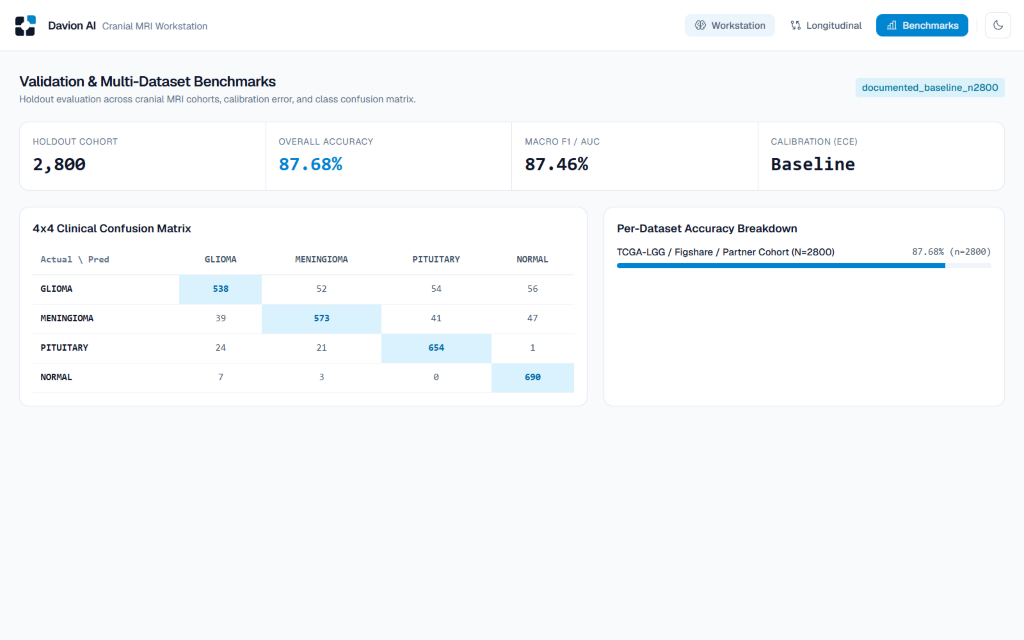 Davion AI Cranial MRI Workstation
Workstation
Longitudinal
Benchmarks
Validation & Multi-Dataset Benchmarks
Holdout evaluation across cranial MRI cohorts, calibration error, and class confusion matrix.
documented_baseline_n2800
HOLDOUT COHORT
2,800
OVERALL ACCURACY
87.68%
MACRO F1 / AUC
87.46%
CALIBRATION (ECE)
Baseline
4x4 Clinical Confusion Matrix
Actual \ Pred GLIOMA MENINGIOMA PITUITARY NORMAL
GLIOMA 538 52 54 56
MENINGIOMA 39 573 41 47
PITUITARY 24 21 654 1
NORMAL 7 3 0 690
Per-Dataset Accuracy Breakdown
TCGA-LGG / Figshare / Partner Cohort (N=2800) 87.68% (n=2800)